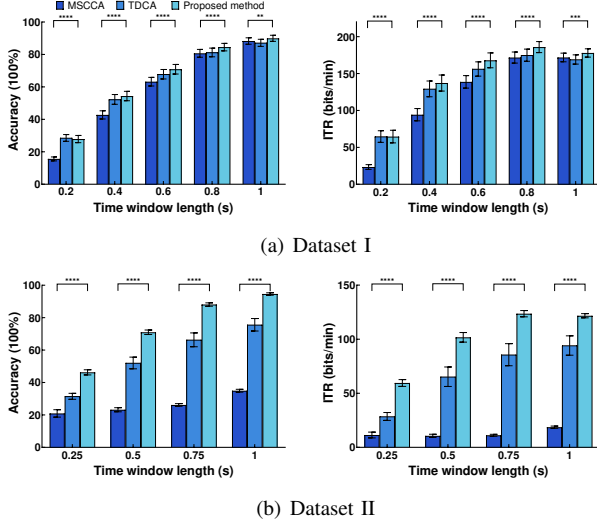 MSCCA TDCA Proposed method
100
80
60
40
20
0
Accuracy (100%)
**** **** **** **** **
0.2 0.4 0.6 0.8 1
Time window length (s)
200
150
100
50
0
ITR (bits/min)
**** **** **** **** ***
0.2 0.4 0.6 0.8 1
Time window length (s)
(a) Dataset I
100
80
60
40
20
0
Accuracy (100%)
**** **** **** ****
0.25 0.5 0.75 1
Time window length (s)
150
100
50
0
ITR (bits/min)
**** **** **** ****
0.25 0.5 0.75 1
Time window length (s)
(b) Dataset II